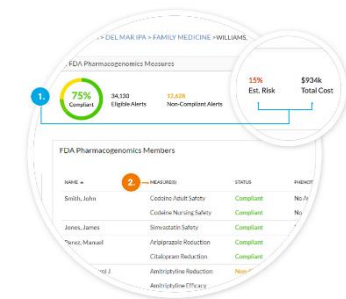 > DEL MAR IPA > FAMILY MEDICINE >WILLIAMS,
FDA Pharmacogenomics Measures
1.
75%
Compliant
34,130
Eligible Alerts
12,628
Non-Compliant Alerts
15%
Est. Risk
$934k
Total Cost
FDA Pharmacogenomics Members
NAME
2.
MEASURE(S)
STATUS
PHENOT
Smith, John
Codeine Adult Safety
Compliant
No A
Codeine Nursing Safety
Compliant
No
Jones, James
Simvastatin Safety
Compliant
Perez, Manuel
Aripiprazole Reduction
Compliant
Citalopram Reduction
Compliant
J
Amitriptyline Reduction
Non-
Amitriptyline Efficacy